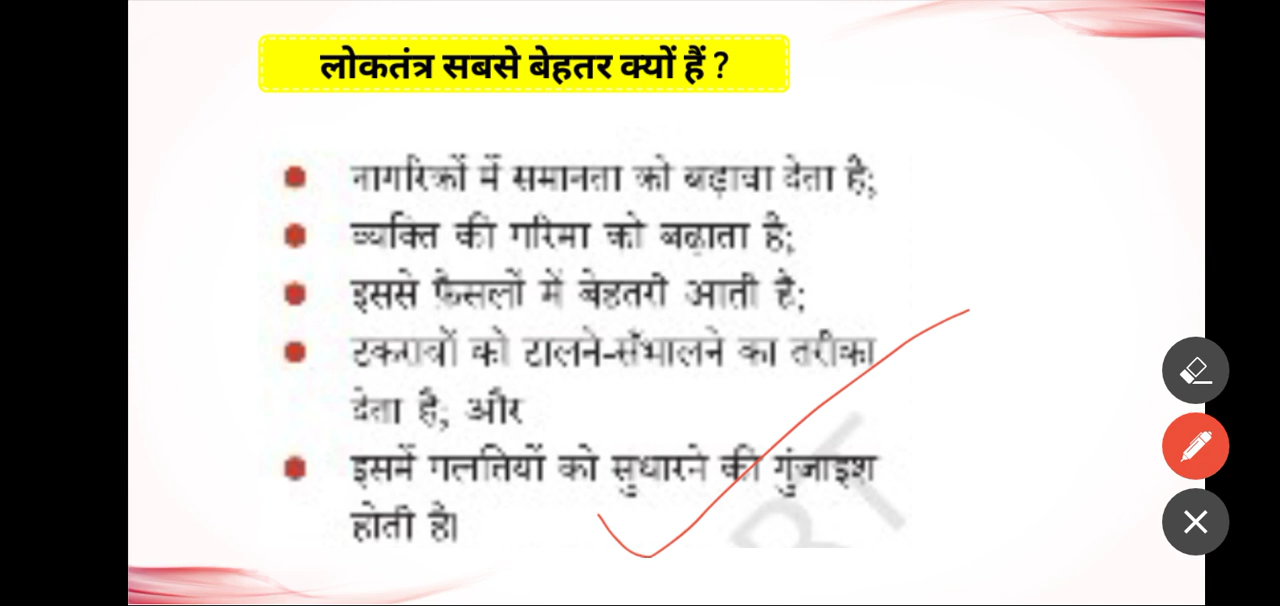 लोकतंत्र सबसे बेहतर क्यों हैं ?
नागरिकों में समानता को बढ़ावा देता है;
व्यक्ति की गरिमा को बढ़ाता है;
इससे फ़ैसलों में बेहतरी आती है;
टकरावों को टालने-सँभालने का तरीका
देता है; और
इसमें गलतियों को सुधारने की गुंजाइश
होती है।